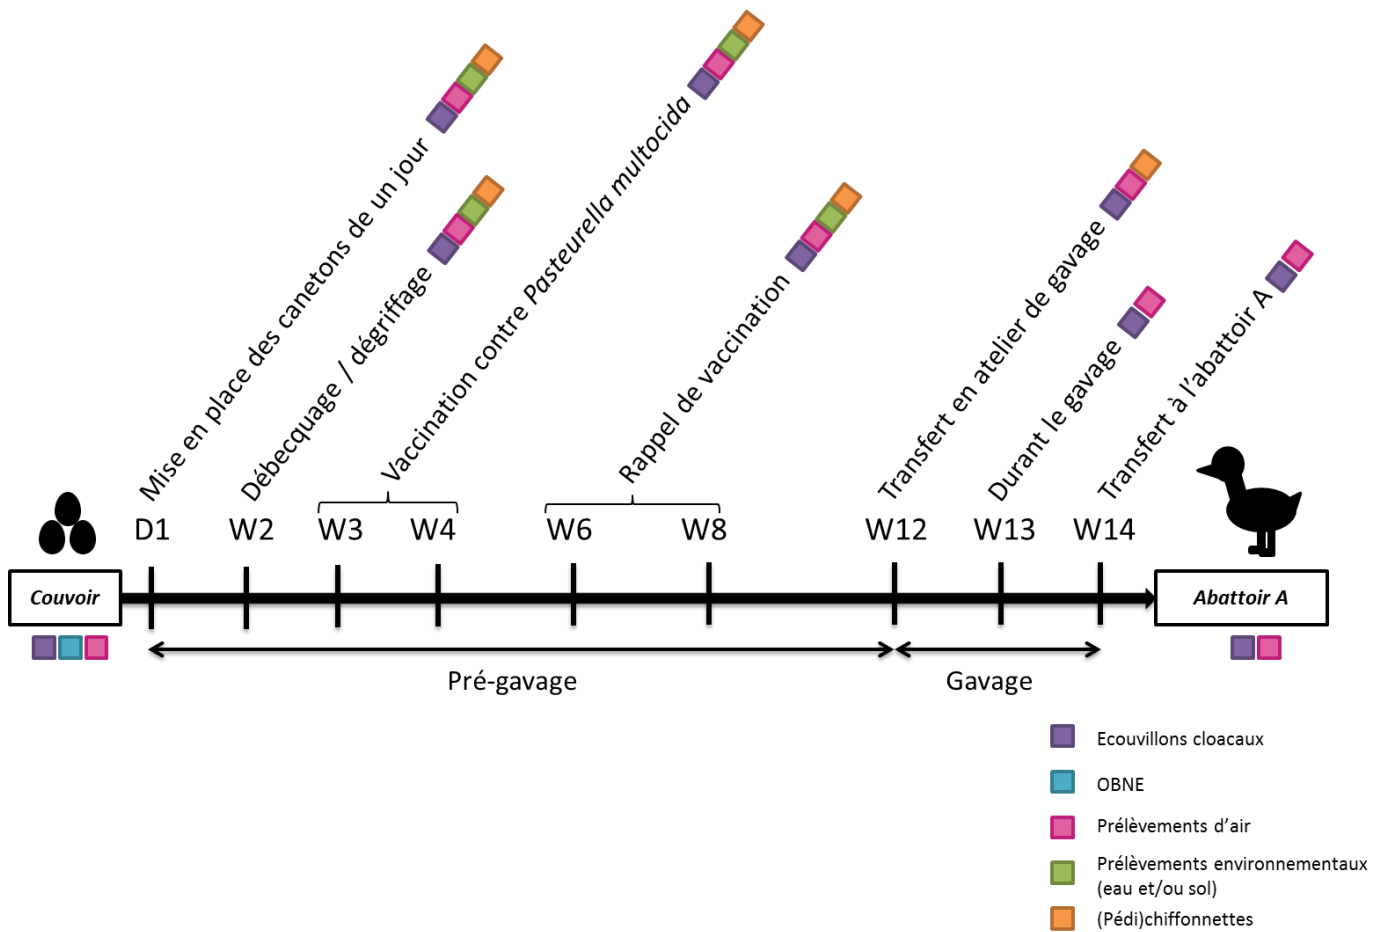 Mise en place des canetons de un jour
Débecquage / dégriffage
Vaccination contre Pasteurella multocida
Rappel de vaccination
Transfert en atelier de gavage
Durant le gavage
Transfert à l'abattoir A
D1 W2 W3 W4 W6 W8 W12 W13 W14
Couvoir
Abattoir A
Pré-gavage
Gavage
Ecouvillons cloacaux
OBNE
Prélèvements d'air
Prélèvements environnementaux
(eau et/ou sol)
(Pédi)chiffonnettes